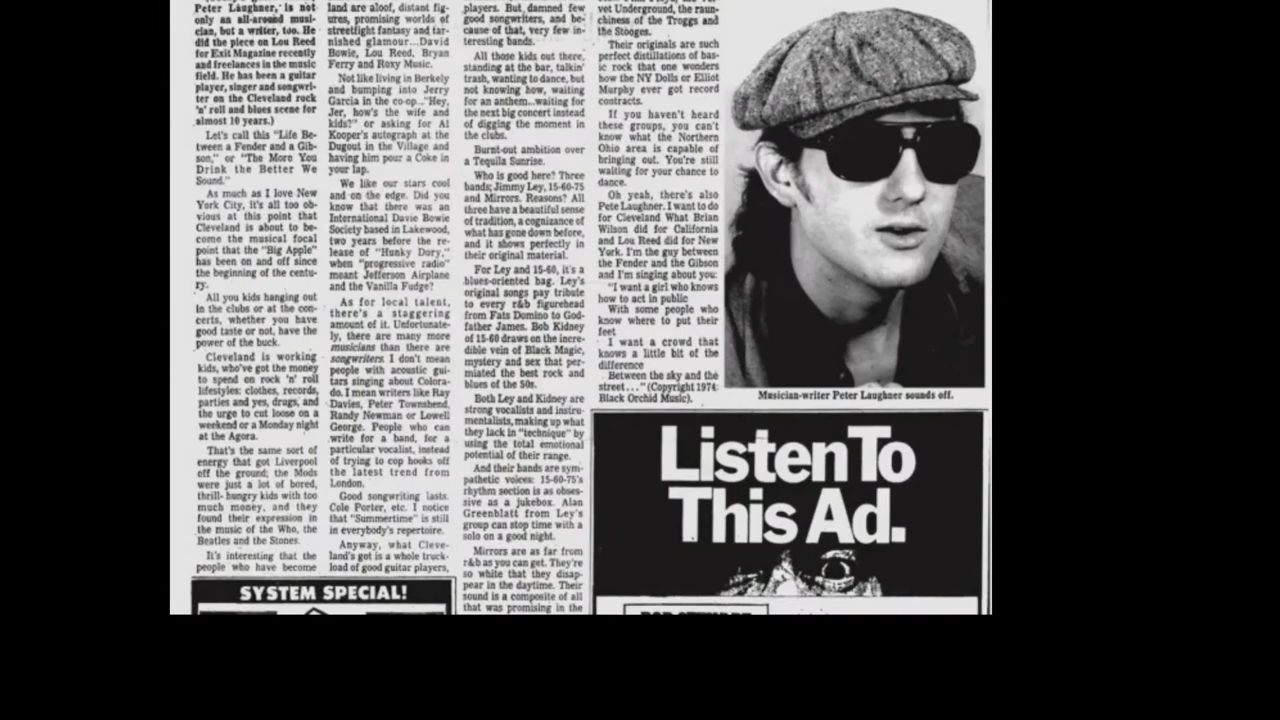 Peter Laughner, is not
only an all-around musi-
cian, but a writer, too. He
did the piece on Lou Reed
for Exit Magazine recently
and freelances in the music
field. He has been a guitar
player, singer and songwri-
ter on the Cleveland rock
'n' roll and blues scene for
almost 10 years.)
Let's call this "Life Be-
tween a Fender and a Gib-
son," or "The More You
Drink the Better We
Sound."
As much as I love New
York City, it's all too ob-
vious at this point that
Cleveland is about to be-
come the musical focal
point that the "Big Apple"
has been on and off since
the beginning of the centu-
ry.
All you kids hanging out
in the clubs or at the con-
certs, whether you have
good taste or not, have the
power of the buck.
Cleveland is working
kids, who've got the money
to spend on rock 'n' roll
lifestyles: clothes, records,
parties and yes, drugs, and
the urge to cut loose on a
weekend or a Monday night
at the Agora.
That's the same sort of
energy that got Liverpool
off the ground; the Mods
were just a lot of bored,
thrill-hungry kids with too
much money, and they
found their expression in
the music of the Who, the
Beatles and the Stones.
It's interesting that the
people who have become
land are aloof, distant fig-
ures, promising worlds of
streetlight fantasy and tar-
nished glamour...David
Bowie, Lou Reed, Bryan
Ferry and Roxy Music.
Not like living in Berkely
and bumping into Jerry
Garcia in the co-op..."Hey,
Jer, how's the wife and
kids?" or asking for Al
Kooper's autograph at the
Dugout in the Village and
having him pour a Coke in
your lap.
We like our stars cool
and on the edge. Did you
know that there was an
International Davie Bowie
Society based in Lakewood,
two years before the re-
lease of "Hunky Dory,"
when "progressive radio"
meant Jefferson Airplane
and the Vanilla Fudge?
As for local talent,
there's a staggering
amount of it. Unfortunate-
ly, there are many more
musicians than there are
songwriters. I don't mean
people with acoustic gui-
tars singing about Colora-
do. I mean writers like Ray
Davies, Peter Townshend,
Randy Newman or Lowell
George. People who can
write for a band, for a
particular vocalist, instead
of trying to cop hooks off
the latest trend from
London.
Good songwriting lasts.
Cole Porter, etc. I notice
that "Summertime" is still
in everybody's repertoire.
Anyway, what Cleve-
land's got is a whole truck-
load of good guitar players,
players. But, damned few
good songwriters, and be-
cause of that, very few in-
teresting bands.
All those kids out there,
standing at the bar, talkin'
trash, wanting to dance, but
not knowing how, waiting
for an anthem...waiting for
the next big concert instead
of digging the moment in
the clubs.
Burnt-out ambition over
a Tequila Sunrise.
Who is good here? Three
bands; Jimmy Ley, 15-60-75
and Mirrors. Reasons? All
three have a beautiful sense
of tradition, a cognizance of
what has gone down before,
and it shows perfectly in
their original material.
For Ley and 15-60, it's a
blues-oriented bag. Ley's
original songs pay tribute
to every r&b figurehead
from Fats Domino to God-
father James. Bob Kidney
of 15-60 draws on the incre-
dible vein of Black Magic,
mystery and sex that per-
miated the best rock and
blues of the 50s.
Both Ley and Kidney are
strong vocalists and instru-
mentalists, making up what
they lack in "technique" by
using the total emotional
potential of their range.
And their bands are sym-
pathetic voices: 15-60-75's
rhythm section is as obses-
sive as a jukebox. Alan
Greenblatt from Ley's
group can stop time with a
solo on a good night.
Mirrors are as far from
r&b as you can get. They're
so white that they disap-
pear in the daytime. Their
sound is a composite of all
that was promising in the
vet Underground, the raun-
chiness of the Troggs and
the Stooges.
Their originals are such
perfect distillations of bas-
ic rock that one wonders
how the NY Dolls or Elliot
Murphy ever got record
contracts.
If you haven't heard
these groups, you can't
know what the Northern
Ohio area is capable of
bringing out. You're still
waiting for your chance to
dance.
Oh yeah, there's also
Pete Laughner. I want to do
for Cleveland What Brian
Wilson did for California
and Lou Reed did for New
York. I'm the guy between
the Fender and the Gibson
and I'm singing about you:
"I want a girl who knows
how to act in public
With some people who
know where to put their
feet
I want a crowd that
knows a little bit of the
difference
Between the sky and the
street..." (Copyright 1974:
Black Orchid Music).
Musician-writer Peter Laughner sounds off.
Listen To
This Ad.
SYSTEM SPECIAL!